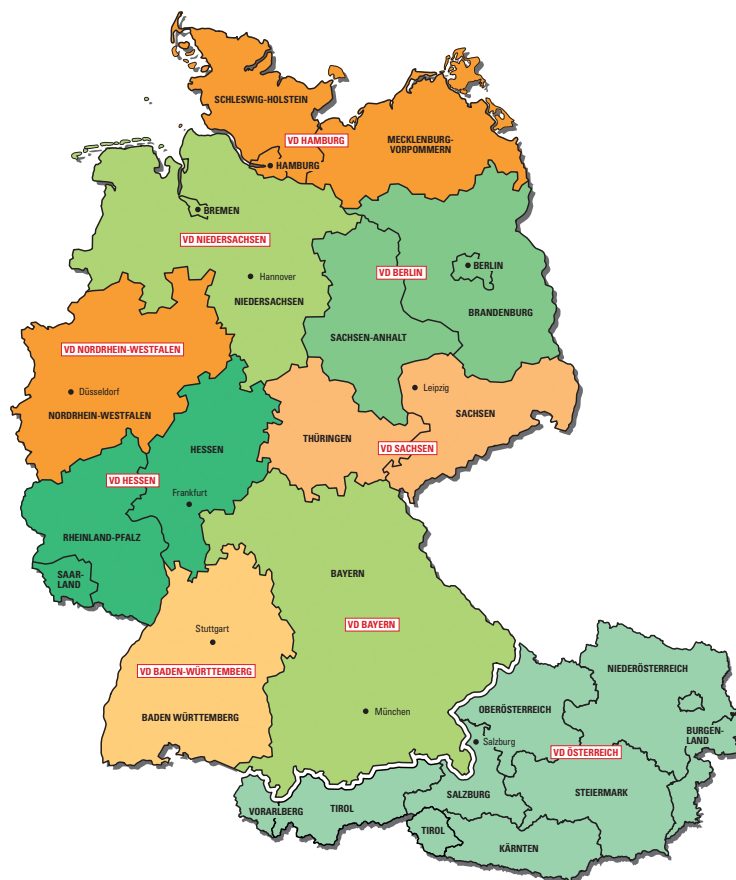 SCHLESWIG-HOLSTEIN
VD HAMBURG
MECKLENBURG-
VORPOMMERN
HAMBURG
BREMEN
VD NIEDERSACHSEN
Hannover
NIEDERSACHSEN
VD BERLIN
BERLIN
BRANDENBURG
SACHSEN-ANHALT
VD NORDRHEIN-WESTFALEN
Düsseldorf
NORDRHEIN-WESTFALEN
Leipzig
SACHSEN
THÜRINGEN
VD SACHSEN
HESSEN
VD HESSEN
Frankfurt
RHEINLAND-PFALZ
SAAR-
LAND
BAYERN
VD BAYERN
Stuttgart
VD BADEN-WÜRTTEMBERG
BADEN WÜRTTEMBERG
München
NIEDERÖSTERREICH
OBERÖSTERREICH
BURGEN-
LAND
Salzburg
VD ÖSTERREICH
VORARLBERG
TIROL
SALZBURG
STEIERMARK
TIROL
KÄRNTEN